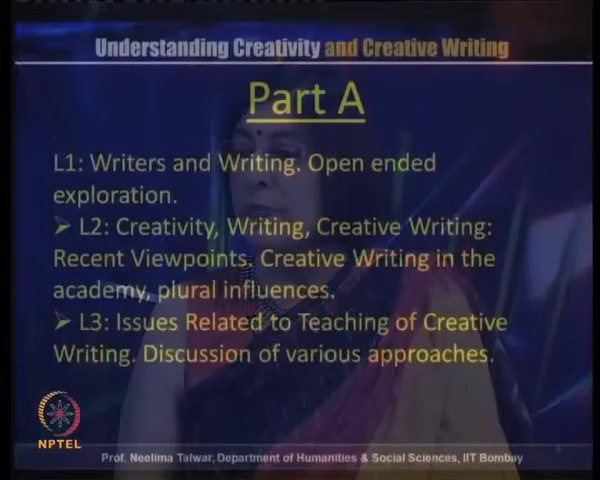 Understanding Creativity and Creative Writing
Part A
L1: Writers and Writing. Open ended
exploration.
➢ L2: Creativity, Writing, Creative Writing:
Recent Viewpoints. Creative Writing in the
academy, plural influences.
➢ L3: Issues Related to Teaching of Creative
Writing. Discussion of various approaches.
NPTEL
Prof. Neelima Talwar, Department of Humanities & Social Sciences, IIT Bombay